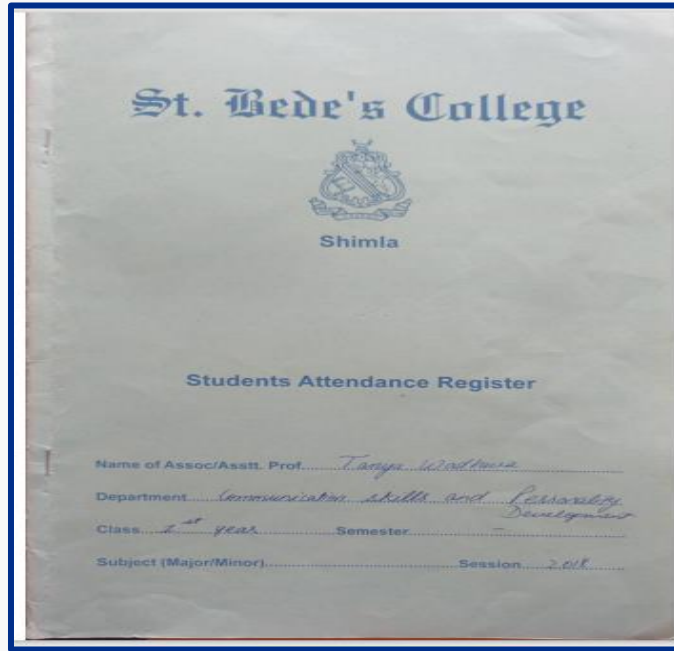 St. Bede's College
Shimla
Students Attendance Register
Name of Assoc/Asstt. Prof. Tanya Wadhwa
Department Communication skills and Personality
Development
Class 1st year Semester –
Subject (Major/Minor) Session 2018